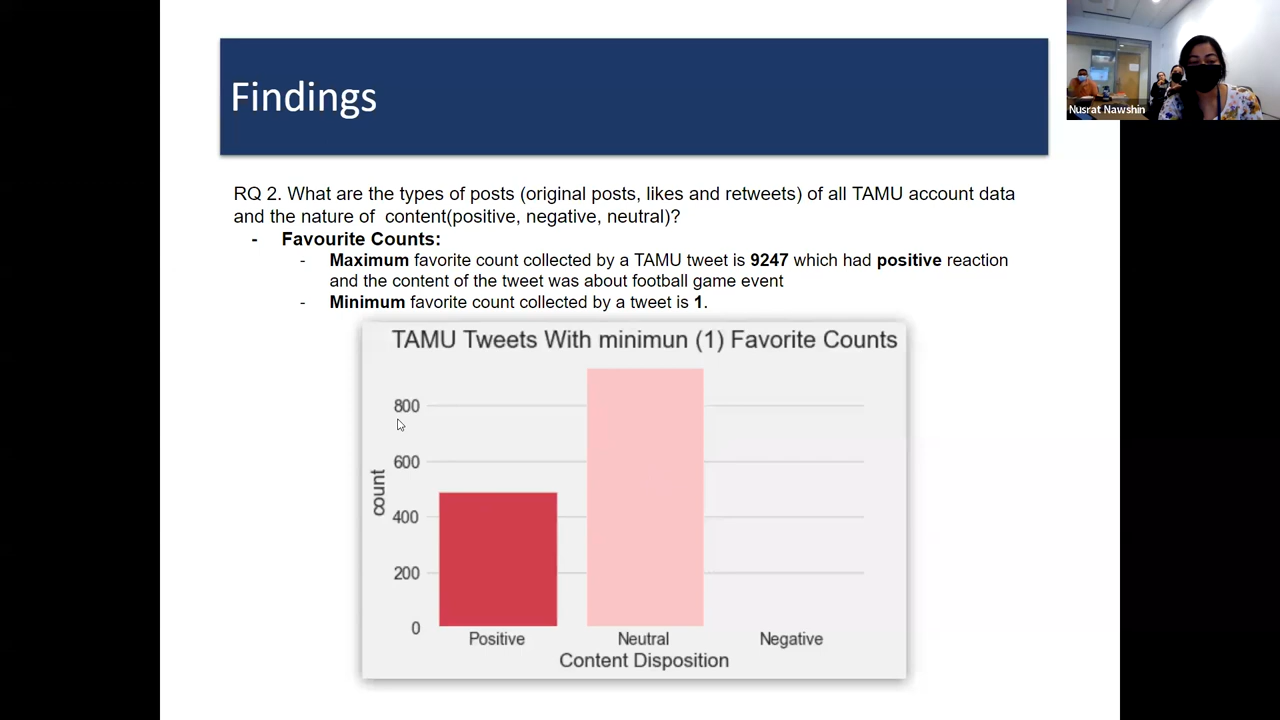 Findings
Nusrat Nawshin
RQ 2. What are the types of posts (original posts, likes and retweets) of all TAMU account data
and the nature of content(positive, negative, neutral)?
- Favourite Counts:
- Maximum favorite count collected by a TAMU tweet is 9247 which had positive reaction
and the content of the tweet was about football game event
- Minimum favorite count collected by a tweet is 1.
TAMU Tweets With minimun (1) Favorite Counts
800
600
400
200
0
count
Positive Neutral Negative
Content Disposition